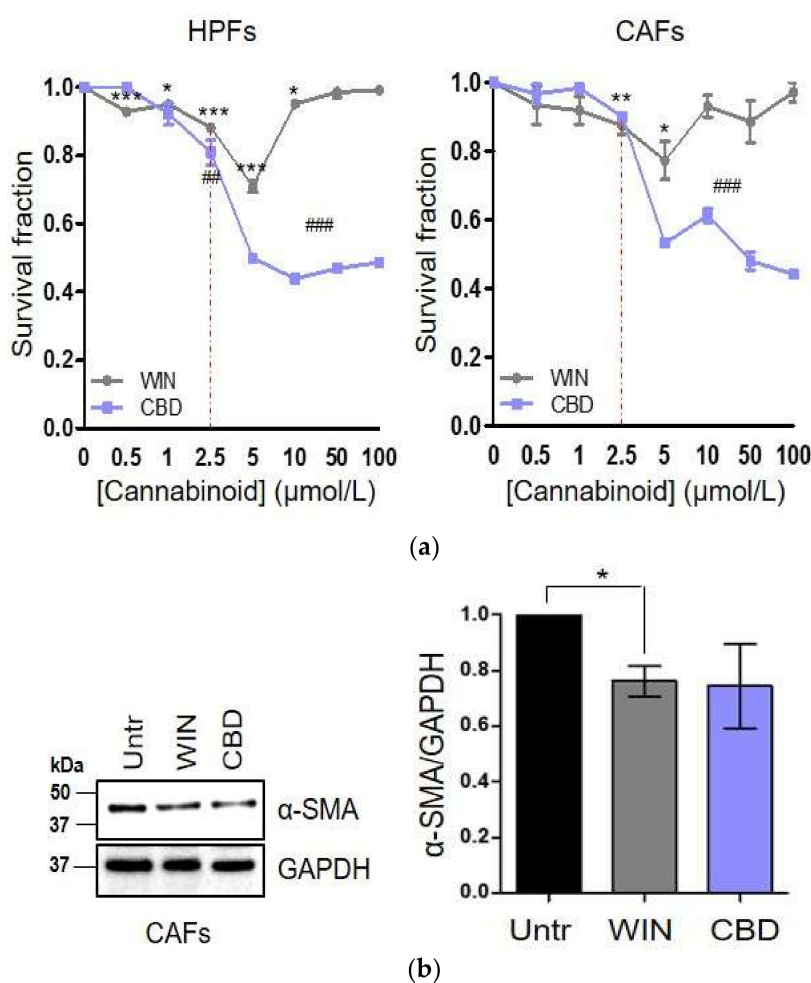 HPFs
CAFs
Survival fraction
1.0
0.8
0.6
0.4
0.2
0.0
***
*
***
***
*
##
###
WIN
CBD
0 0.5 1 2.5 5 10 50 100
[Cannabinoid] (µmol/L)
Survival fraction
1.0
0.8
0.6
0.4
0.2
0.0
**
*
###
WIN
CBD
0 0.5 1 2.5 5 10 50 100
[Cannabinoid] (µmol/L)
(a)
kDa
Untr
WIN
CBD
50
37
α-SMA
37
GAPDH
CAFs
α-SMA/GAPDH
*
1.0
0.8
0.6
0.4
0.2
0.0
Untr WIN CBD
(b)